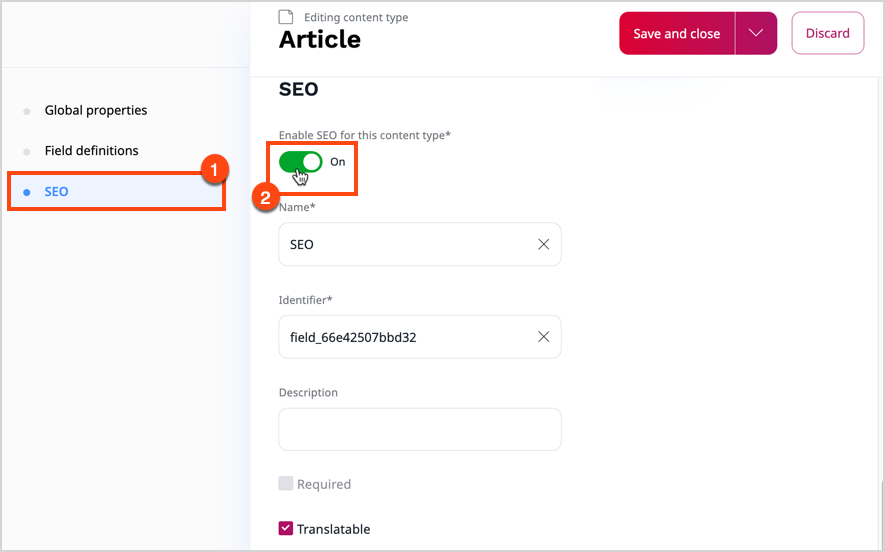 Editing content type
Article
Save and close
Discard
Global properties
Field definitions
SEO
1
SEO
Enable SEO for this content type*
On
2
Name*
SEO
Identifier*
field_66e42507bbd32
Description
Required
Translatable